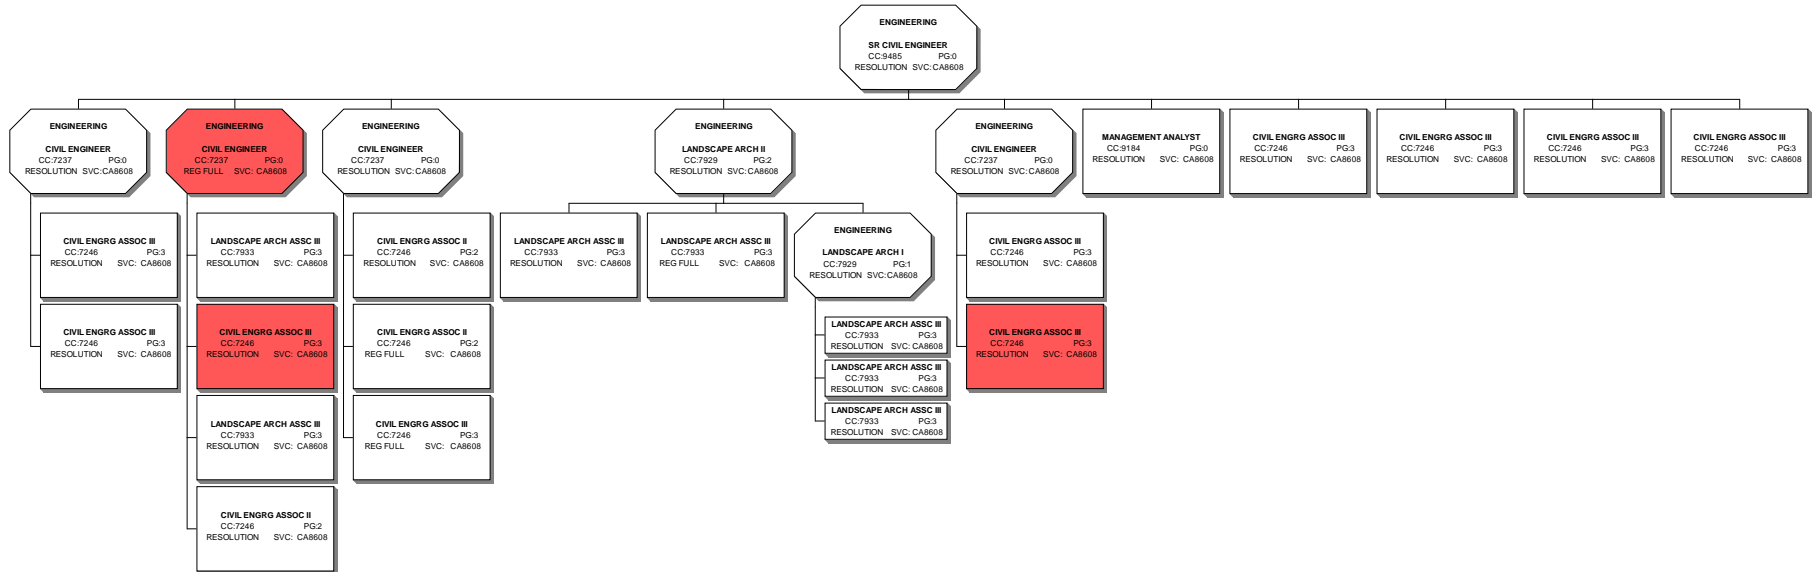 ENGINEERING
SR CIVIL ENGINEER
CC:9485 PG:0
RESOLUTION SVC:CA8608
ENGINEERING
CIVIL ENGINEER
CC:7237 PG:0
RESOLUTION SVC:CA8608
CIVIL ENGRG ASSOC III
CC:7246 PG:3
RESOLUTION SVC: CA8608
CIVIL ENGRG ASSOC III
CC:7246 PG:3
RESOLUTION SVC: CA8608
ENGINEERING
CIVIL ENGINEER
CC:7237 PG:0
REG FULL SVC: CA8608
LANDSCAPE ARCH ASSC III
CC:7933 PG:3
RESOLUTION SVC: CA8608
CIVIL ENGRG ASSOC III
CC:7246 PG:3
RESOLUTION SVC: CA8608
LANDSCAPE ARCH ASSC III
CC:7933 PG:3
RESOLUTION SVC: CA8608
CIVIL ENGRG ASSOC II
CC:7246 PG:2
RESOLUTION SVC: CA8608
ENGINEERING
CIVIL ENGINEER
CC:7237 PG:0
RESOLUTION SVC:CA8608
CIVIL ENGRG ASSOC II
CC:7246 PG:2
RESOLUTION SVC: CA8608
CIVIL ENGRG ASSOC II
CC:7246 PG:2
REG FULL SVC: CA8608
CIVIL ENGRG ASSOC III
CC:7246 PG:3
REG FULL SVC: CA8608
ENGINEERING
LANDSCAPE ARCH II
CC:7929 PG:2
RESOLUTION SVC:CA8608
LANDSCAPE ARCH ASSC III
CC:7933 PG:3
RESOLUTION SVC: CA8608
LANDSCAPE ARCH ASSC III
CC:7933 PG:3
REG FULL SVC: CA8608
ENGINEERING
LANDSCAPE ARCH I
CC:7929 PG:1
RESOLUTION SVC:CA8608
LANDSCAPE ARCH ASSC III
CC:7933 PG:3
RESOLUTION SVC: CA8608
LANDSCAPE ARCH ASSC III
CC:7933 PG:3
RESOLUTION SVC: CA8608
LANDSCAPE ARCH ASSC III
CC:7933 PG:3
RESOLUTION SVC: CA8608
ENGINEERING
CIVIL ENGINEER
CC:7237 PG:0
RESOLUTION SVC:CA8608
CIVIL ENGRG ASSOC III
CC:7246 PG:3
RESOLUTION SVC: CA8608
CIVIL ENGRG ASSOC III
CC:7246 PG:3
RESOLUTION SVC: CA8608
MANAGEMENT ANALYST
CC:9184 PG:0
RESOLUTION SVC: CA8608
CIVIL ENGRG ASSOC III
CC:7246 PG:3
RESOLUTION SVC: CA8608
CIVIL ENGRG ASSOC III
CC:7246 PG:3
RESOLUTION SVC: CA8608
CIVIL ENGRG ASSOC III
CC:7246 PG:3
RESOLUTION SVC: CA8608
CIVIL ENGRG ASSOC III
CC:7246 PG:3
RESOLUTION SVC: CA8608